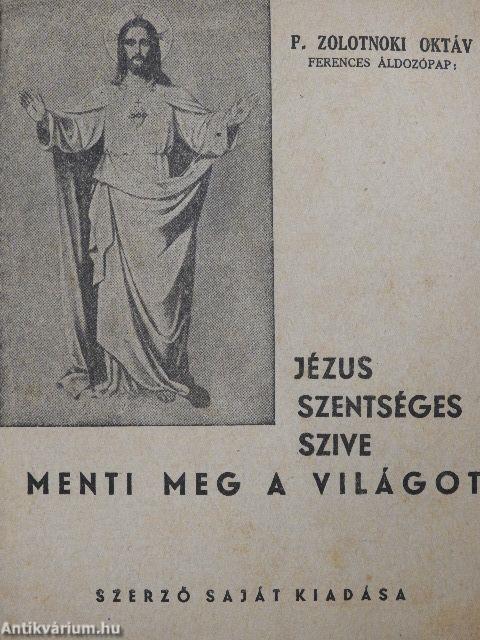 P. ZOLOTNOKI OKTÁV
FERENCES ÁLDOZÓPAP:
JÉZUS
SZENTSÉGES
SZIVE
MENTI MEG A VILÁGOT
SZERZŐ SAJÁT KIADÁSA
Antikvárium.hu